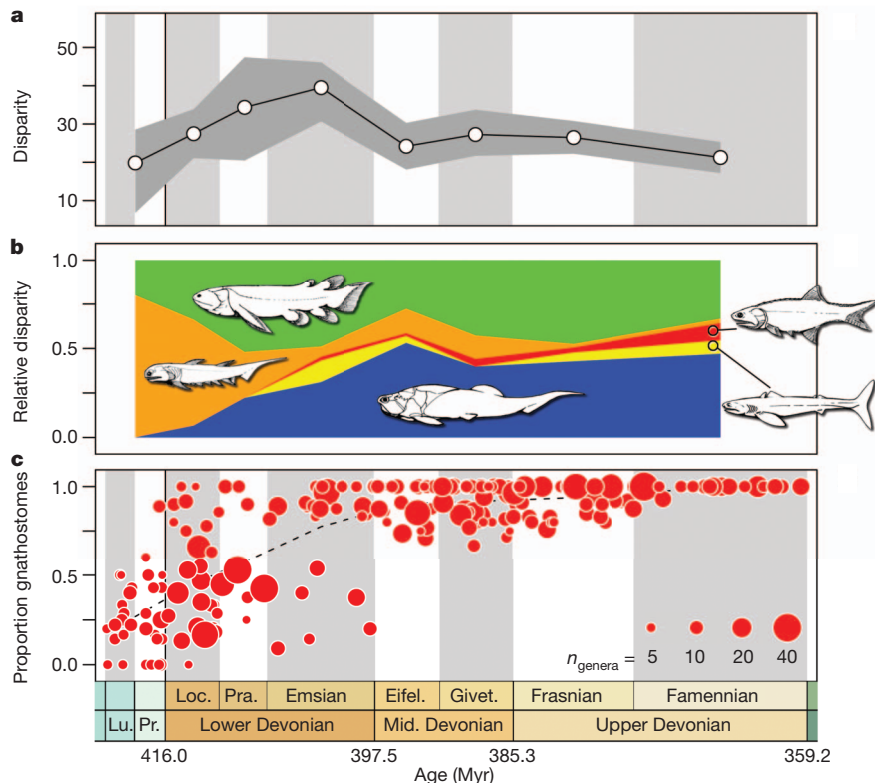 a
50
30
10
Disparity
b
1.0
0.5
0.0
Relative disparity
c
1.0
0.5
0.0
Proportion gnathostomes
n genera = 5 10 20 40
Loc. Pra. Emsian Eifel. Givet. Frasnian Famennian
Lu. Pr. Lower Devonian Mid. Devonian Upper Devonian
416.0 397.5 385.3 359.2
Age (Myr)